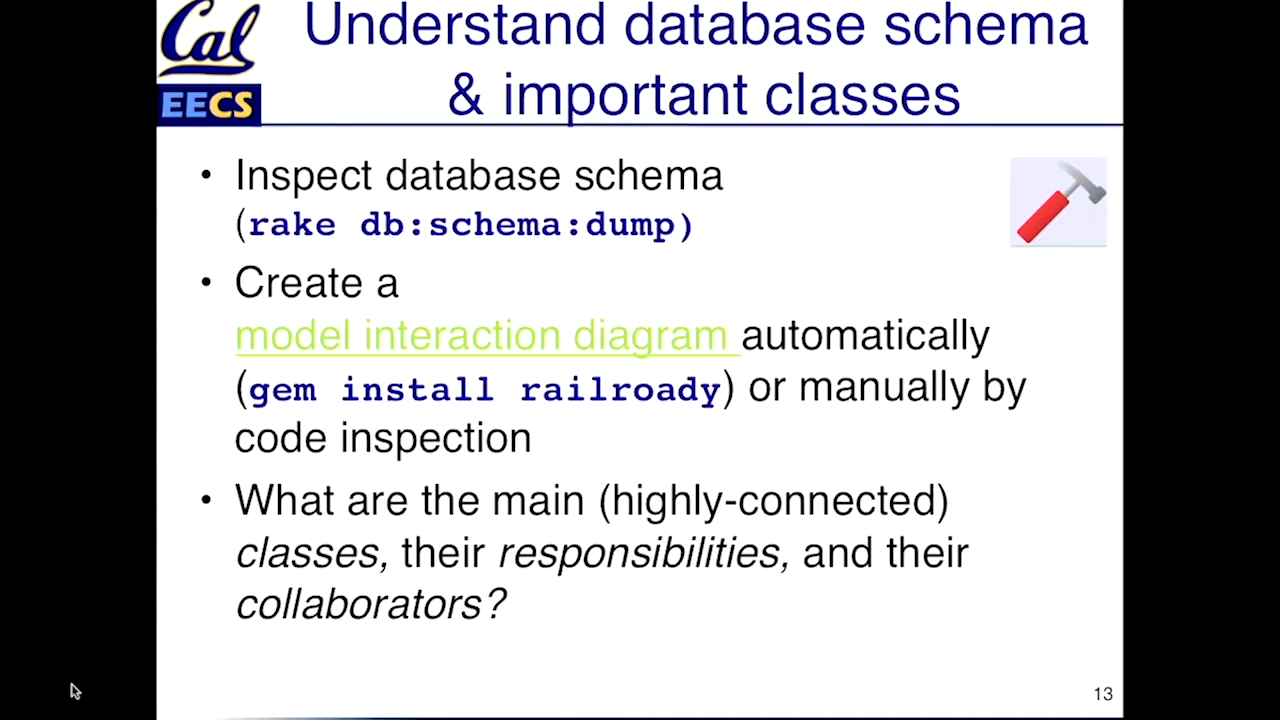 Cal
EECS
Understand database schema
& important classes
• Inspect database schema
(rake db:schema:dump)
• Create a
model interaction diagram automatically
(gem install railroady) or manually by
code inspection
• What are the main (highly-connected)
classes, their responsibilities, and their
collaborators?
13